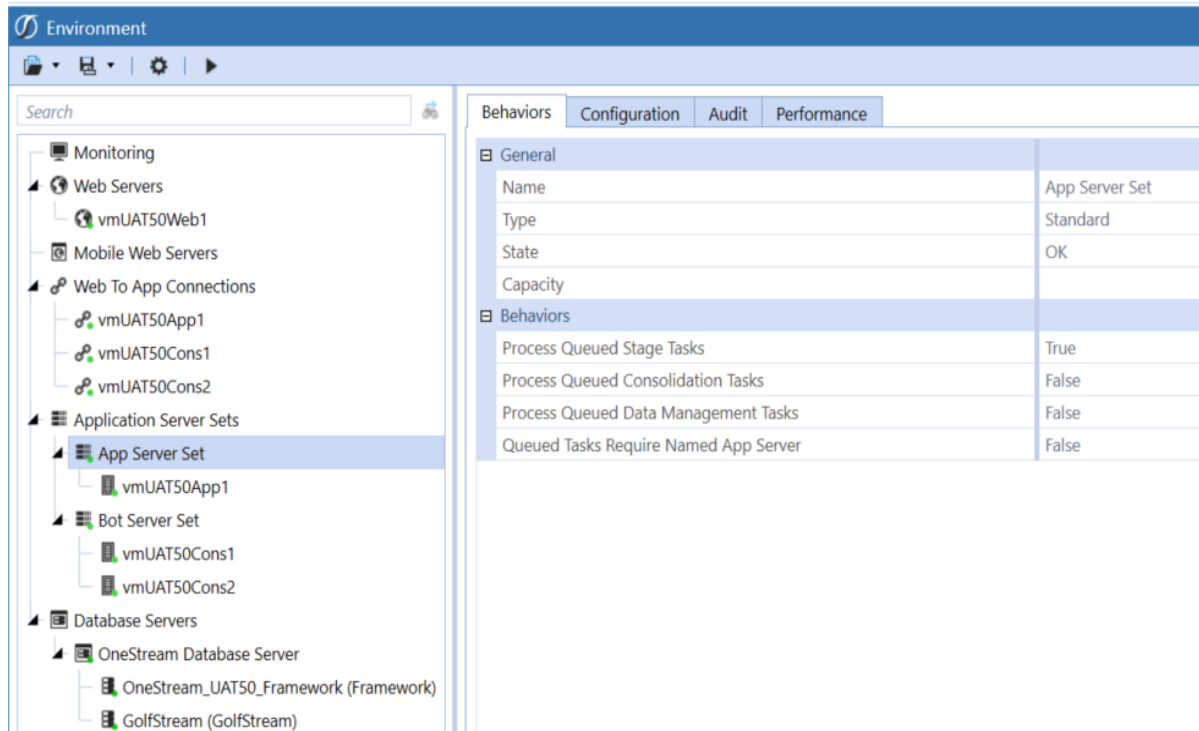 Environment
Search
Monitoring
Web Servers
vmUAT50Web1
Mobile Web Servers
Web To App Connections
vmUAT50App1
vmUAT50Cons1
vmUAT50Cons2
Application Server Sets
App Server Set
vmUAT50App1
Bot Server Set
vmUAT50Cons1
vmUAT50Cons2
Database Servers
OneStream Database Server
OneStream_UAT50_Framework (Framework)
GolfStream (GolfStream)
Behaviors Configuration Audit Performance
General
Name App Server Set
Type Standard
State OK
Capacity
Behaviors
Process Queued Stage Tasks True
Process Queued Consolidation Tasks False
Process Queued Data Management Tasks False
Queued Tasks Require Named App Server False